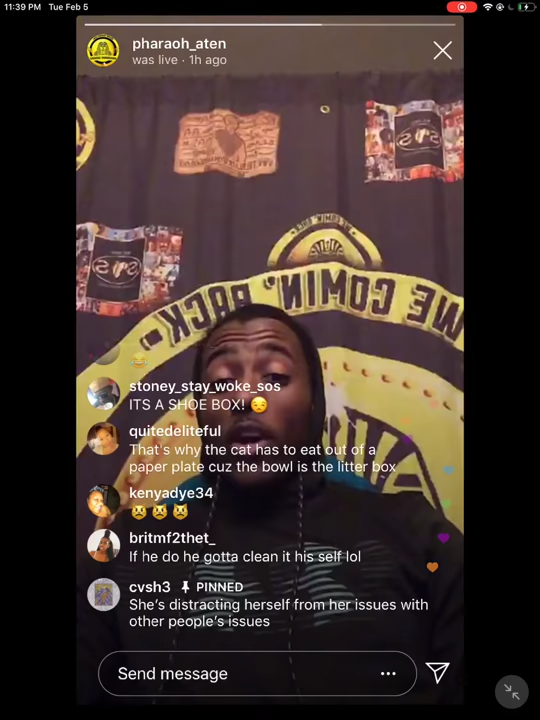 11:39 PM Tue Feb 5
pharaoh_aten
was live · 1h ago
WE COMIN' BACK
😂
stoney_stay_woke_sos
ITS A SHOE BOX! 😒
quitedeliteful
That's why the cat has to eat out of a
paper plate cuz the bowl is the litter box
kenyadye34
😹😹😹
britmf2thet_
If he do he gotta clean it his self lol
cvsh3 📌 PINNED
She's distracting herself from her issues with
other people's issues
Send message